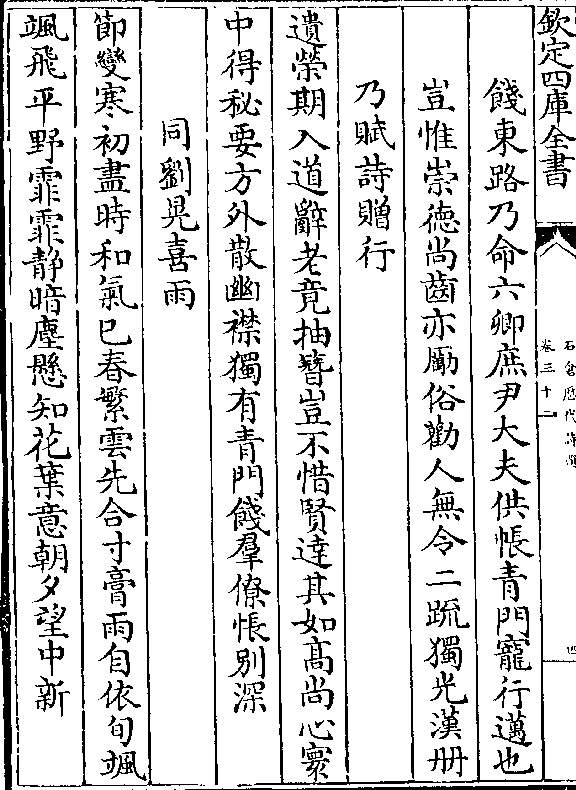 欽定四庫全書
石倉歷代詩選
卷三十二
四
餞東路乃命六卿庶尹大夫供帳青門寵行邁也
豈惟崇德尚齒亦勵俗勸人無令二疏獨光漢册
乃賦詩贈行
遺榮期入道辭老竟抽簪豈不惜賢達其如髙尚心寰
中得秘要方外散幽襟獨有青門餞羣僚悵别深
同劉晃喜雨
節變寒初盡時和氣已春繁雲先合寸膏雨自依旬颯
颯飛平野霏霏静暗塵懸知花葉意朝夕望中新